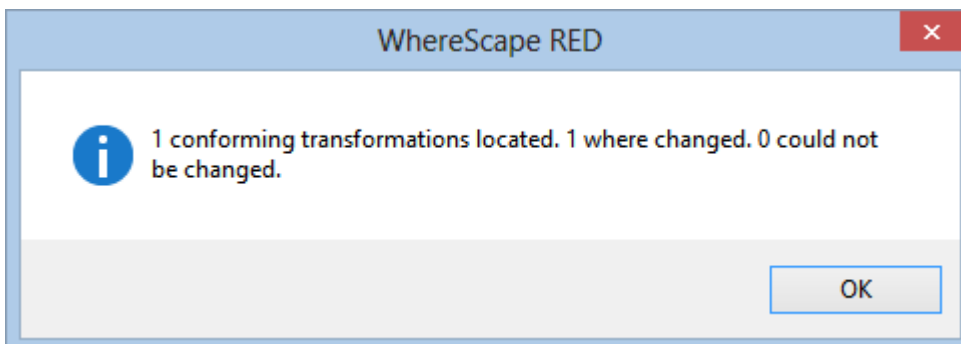 WhereScape RED
1 conforming transformations located. 1 where changed. 0 could not
be changed.
OK